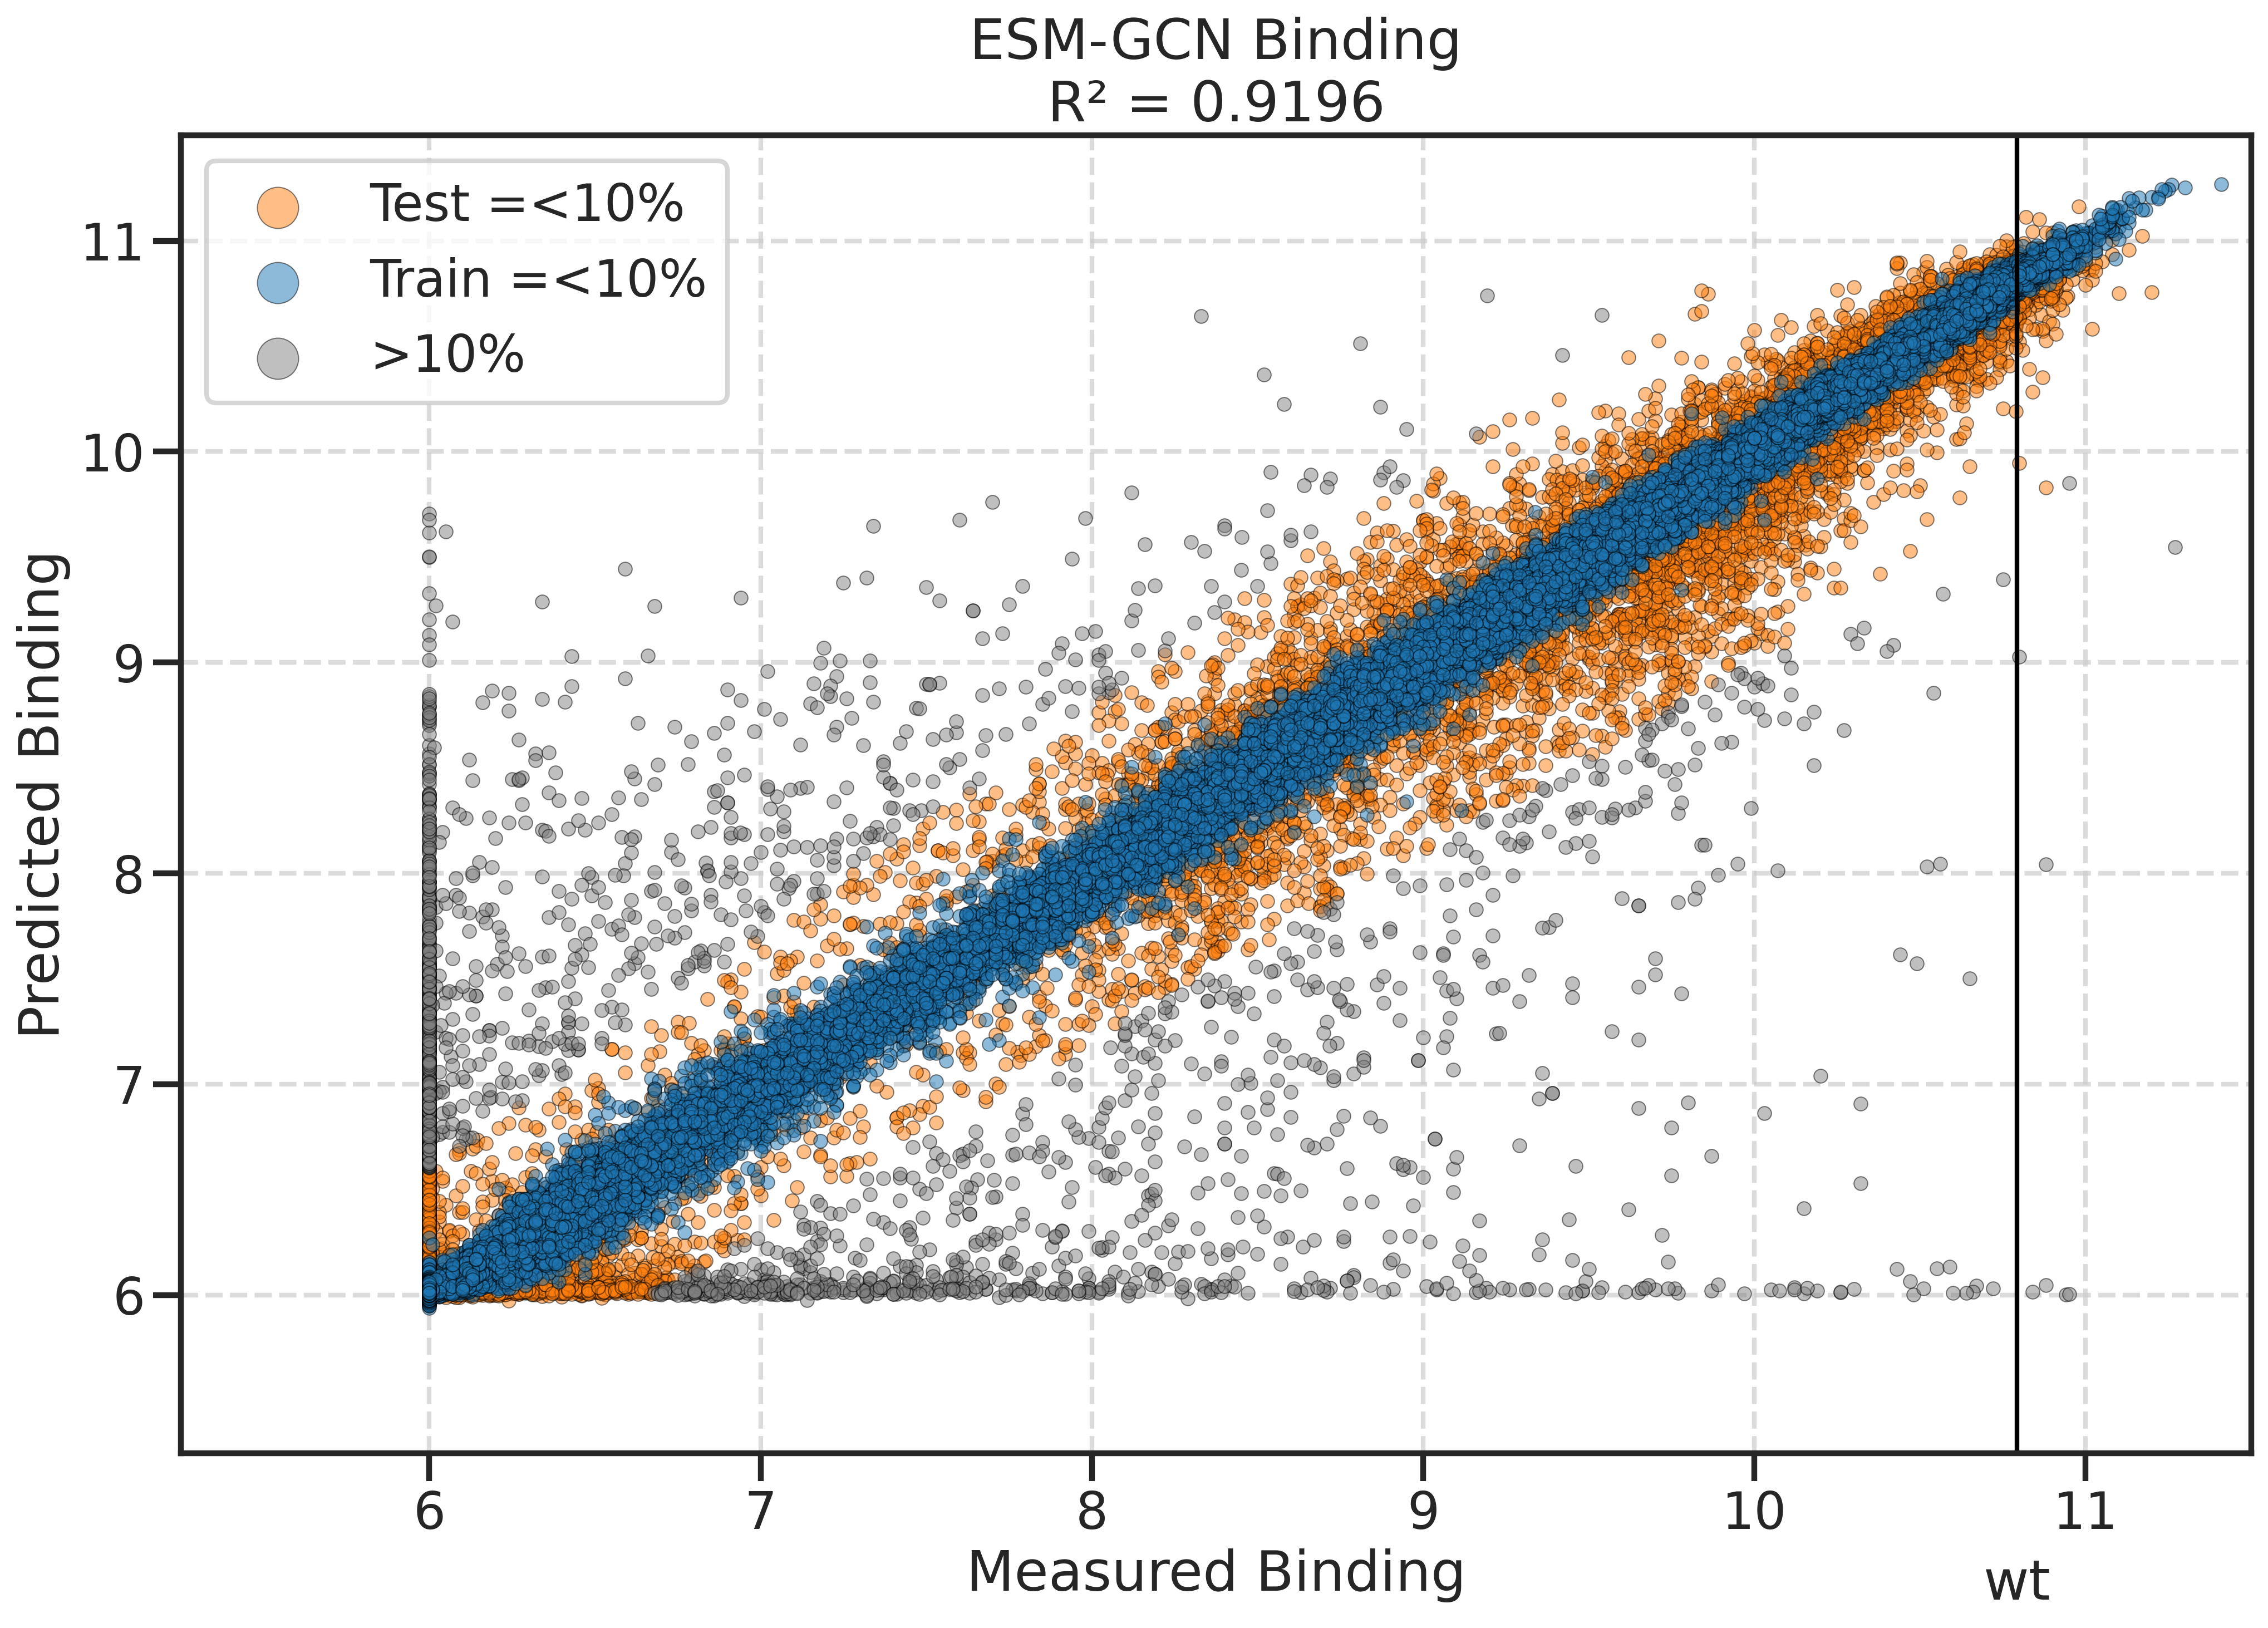 ESM-GCN Binding
R² = 0.9196
Test =<10%
Train =<10%
>10%
Predicted Binding
11
10
9
8
7
6
6
7
8
9
10
11
Measured Binding
wt